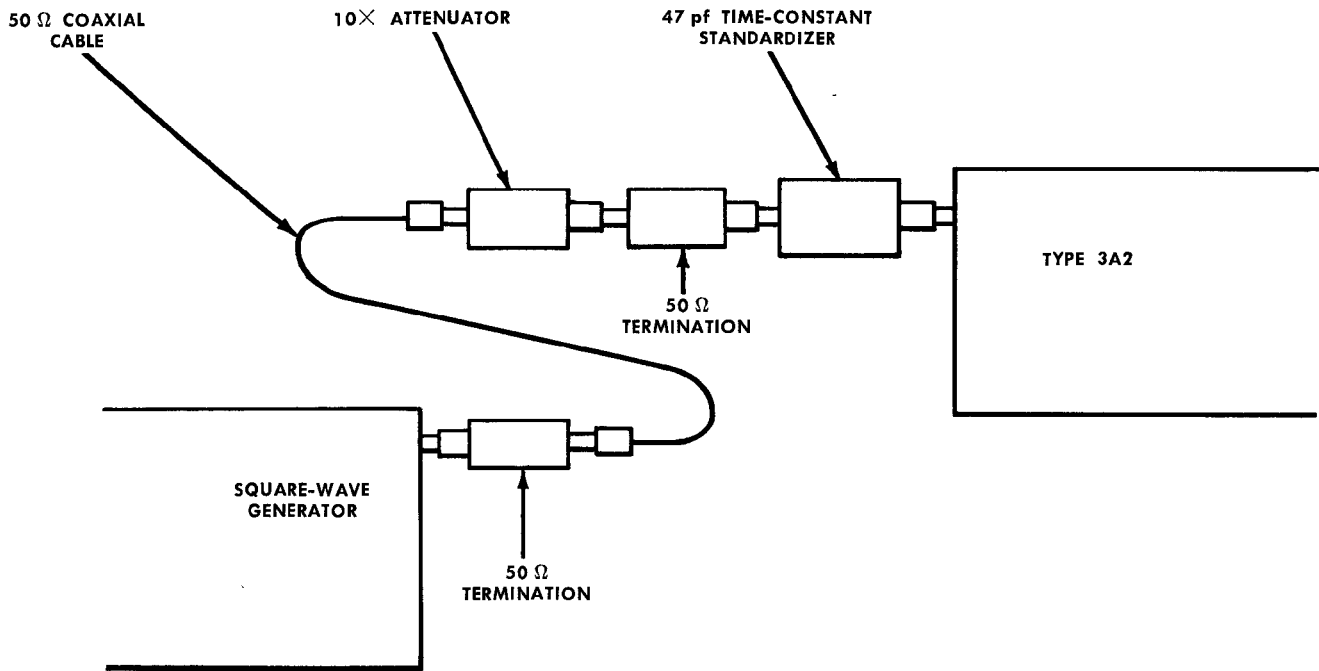 50 Ω COAXIAL
CABLE
10× ATTENUATOR
47 pf TIME-CONSTANT
STANDARDIZER
TYPE 3A2
50 Ω
TERMINATION
SQUARE-WAVE
GENERATOR
50 Ω
TERMINATION